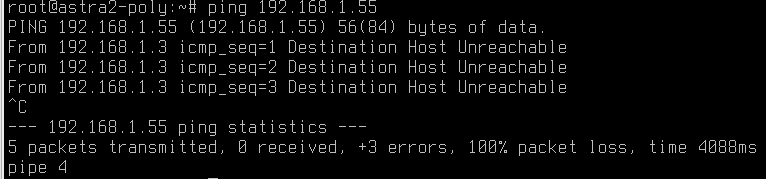 root@astra2-poly:~# ping 192.168.1.55
PING 192.168.1.55 (192.168.1.55) 56(84) bytes of data.
From 192.168.1.3 icmp_seq=1 Destination Host Unreachable
From 192.168.1.3 icmp_seq=2 Destination Host Unreachable
From 192.168.1.3 icmp_seq=3 Destination Host Unreachable
^C
--- 192.168.1.55 ping statistics ---
5 packets transmitted, 0 received, +3 errors, 100% packet loss, time 4088ms
pipe 4